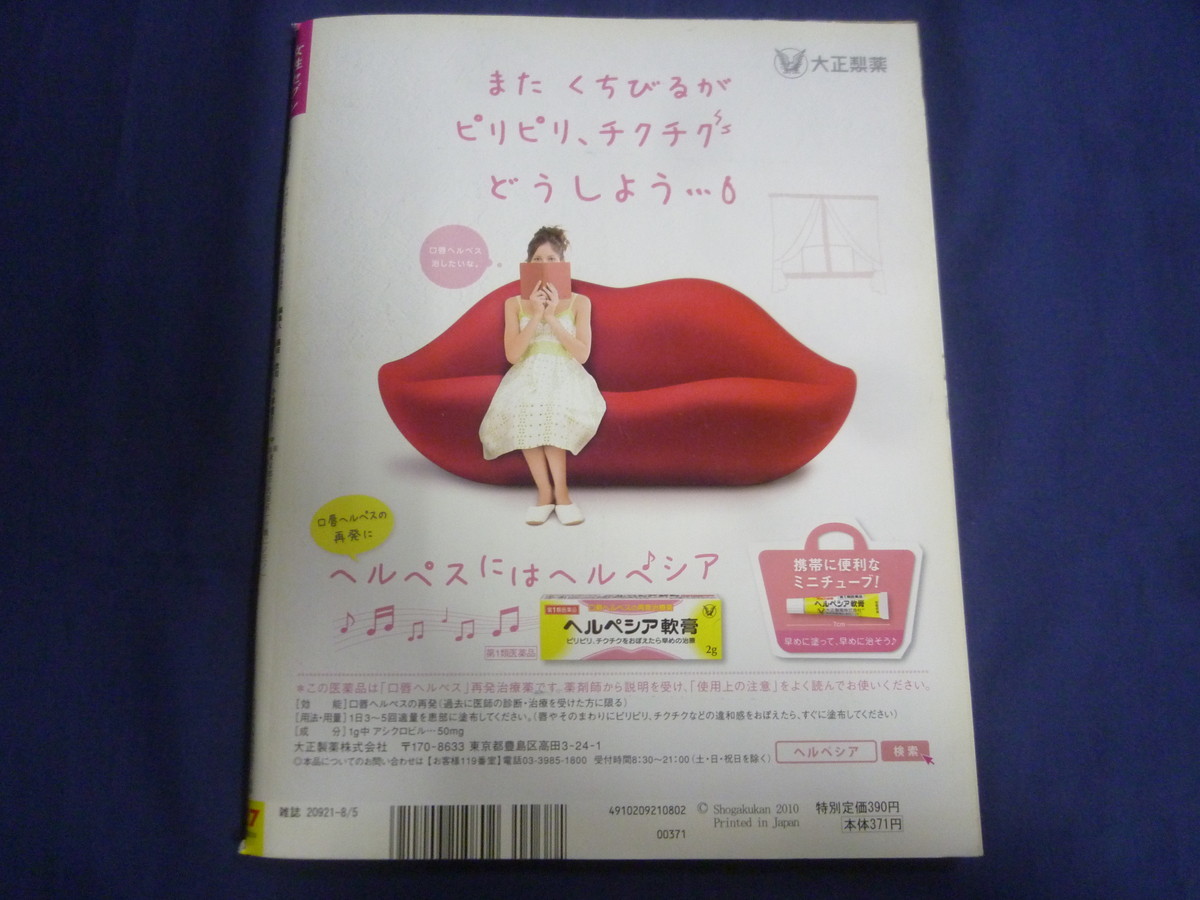 女性セブン
大正製薬
また くちびるが
ピリピリ、チクチク
どうしよう…
口唇ヘルペス
治したいな。
口唇ヘルペスの
再発に
ヘルペスにはヘルペシア
第1類医薬品
第1類医薬品
ヘルペシア軟膏
ピリピリ、チクチクをおぼえたら早めの治療
2g
携帯に便利な
ミニチューブ!
ヘルペシア軟膏
早めに塗って、早めに治そう♪
*この医薬品は「口唇ヘルペス」再発治療薬です。薬剤師から説明を受け、「使用上の注意」をよく読んでお使いください。
[効 能]口唇ヘルペスの再発(過去に医師の診断・治療を受けた方に限る)
[用法・用量]1日3〜5回適量を患部に塗布してください。(唇やそのまわりにピリピリ、チクチクなどの違和感をおぼえたら、すぐに塗布してください)
[成 分]1g中 アシクロビル…50mg
大正製薬株式会社 〒170-8633 東京都豊島区高田3-24-1
◎本品についてのお問い合わせは【お客様119番室】電話03-3985-1800 受付時間8:30〜21:00(土・日・祝日を除く)
ヘルペシア 検索
雑誌 20921-8/5
4910209210802
00371
© Shogakukan 2010
Printed in Japan
特別定価390円
本体371円